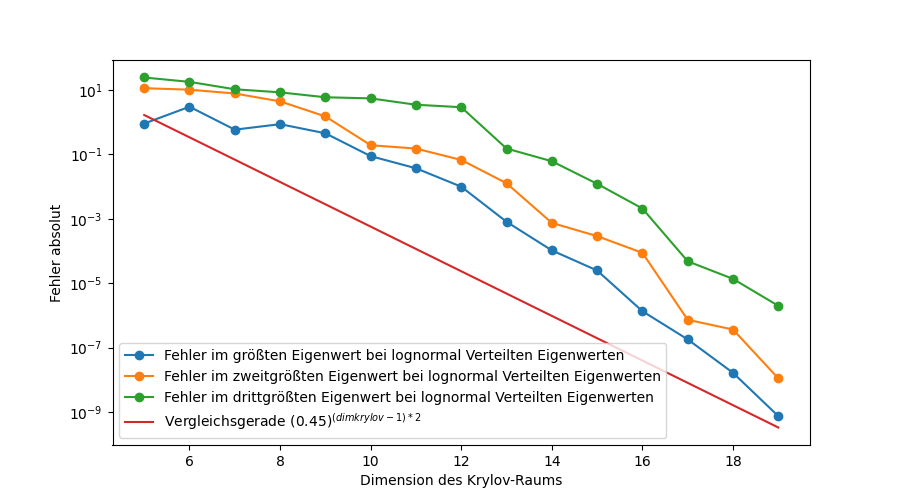 10¹
10⁻¹
10⁻³
10⁻⁵
10⁻⁷
10⁻⁹
Fehler absolut
Fehler im größten Eigenwert bei lognormal Verteilten Eigenwerten
Fehler im zweitgrößten Eigenwert bei lognormal Verteilten Eigenwerten
Fehler im drittgrößten Eigenwert bei lognormal Verteilten Eigenwerten
Vergleichsgerade (0.45)^(dimkrylov−1)*2
6 8 10 12 14 16 18
Dimension des Krylov-Raums